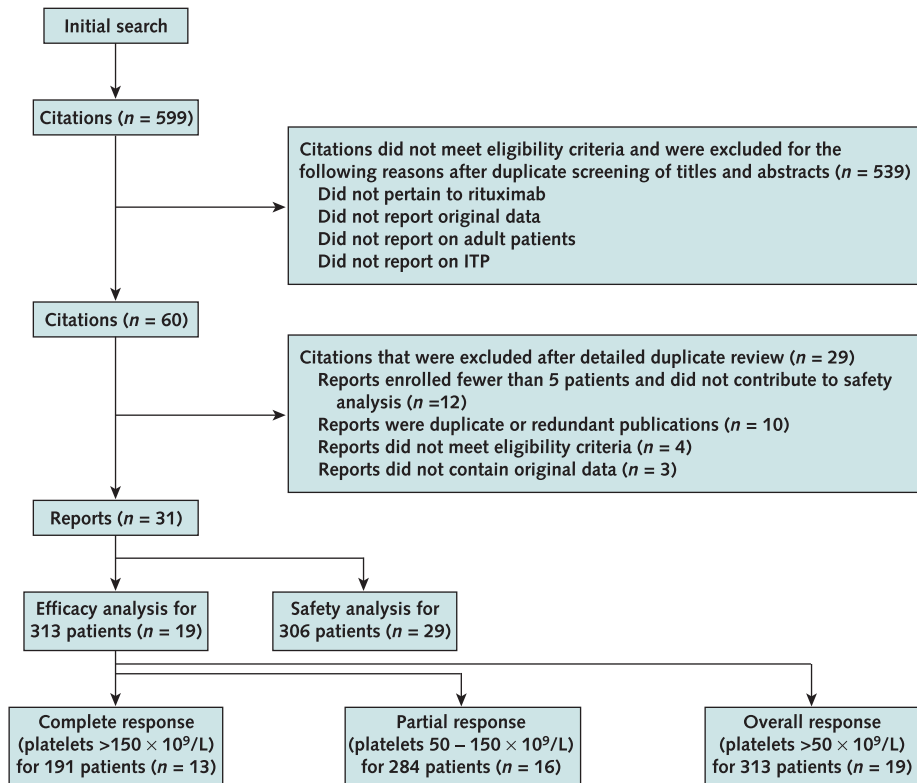 Initial search
Citations (n = 599)
Citations did not meet eligibility criteria and were excluded for the
following reasons after duplicate screening of titles and abstracts (n = 539)
Did not pertain to rituximab
Did not report original data
Did not report on adult patients
Did not report on ITP
Citations (n = 60)
Citations that were excluded after detailed duplicate review (n = 29)
Reports enrolled fewer than 5 patients and did not contribute to safety
analysis (n =12)
Reports were duplicate or redundant publications (n = 10)
Reports did not meet eligibility criteria (n = 4)
Reports did not contain original data (n = 3)
Reports (n = 31)
Efficacy analysis for
313 patients (n = 19)
Safety analysis for
306 patients (n = 29)
Complete response
(platelets >150 × 10⁹/L)
for 191 patients (n = 13)
Partial response
(platelets 50 – 150 × 10⁹/L)
for 284 patients (n = 16)
Overall response
(platelets >50 × 10⁹/L)
for 313 patients (n = 19)